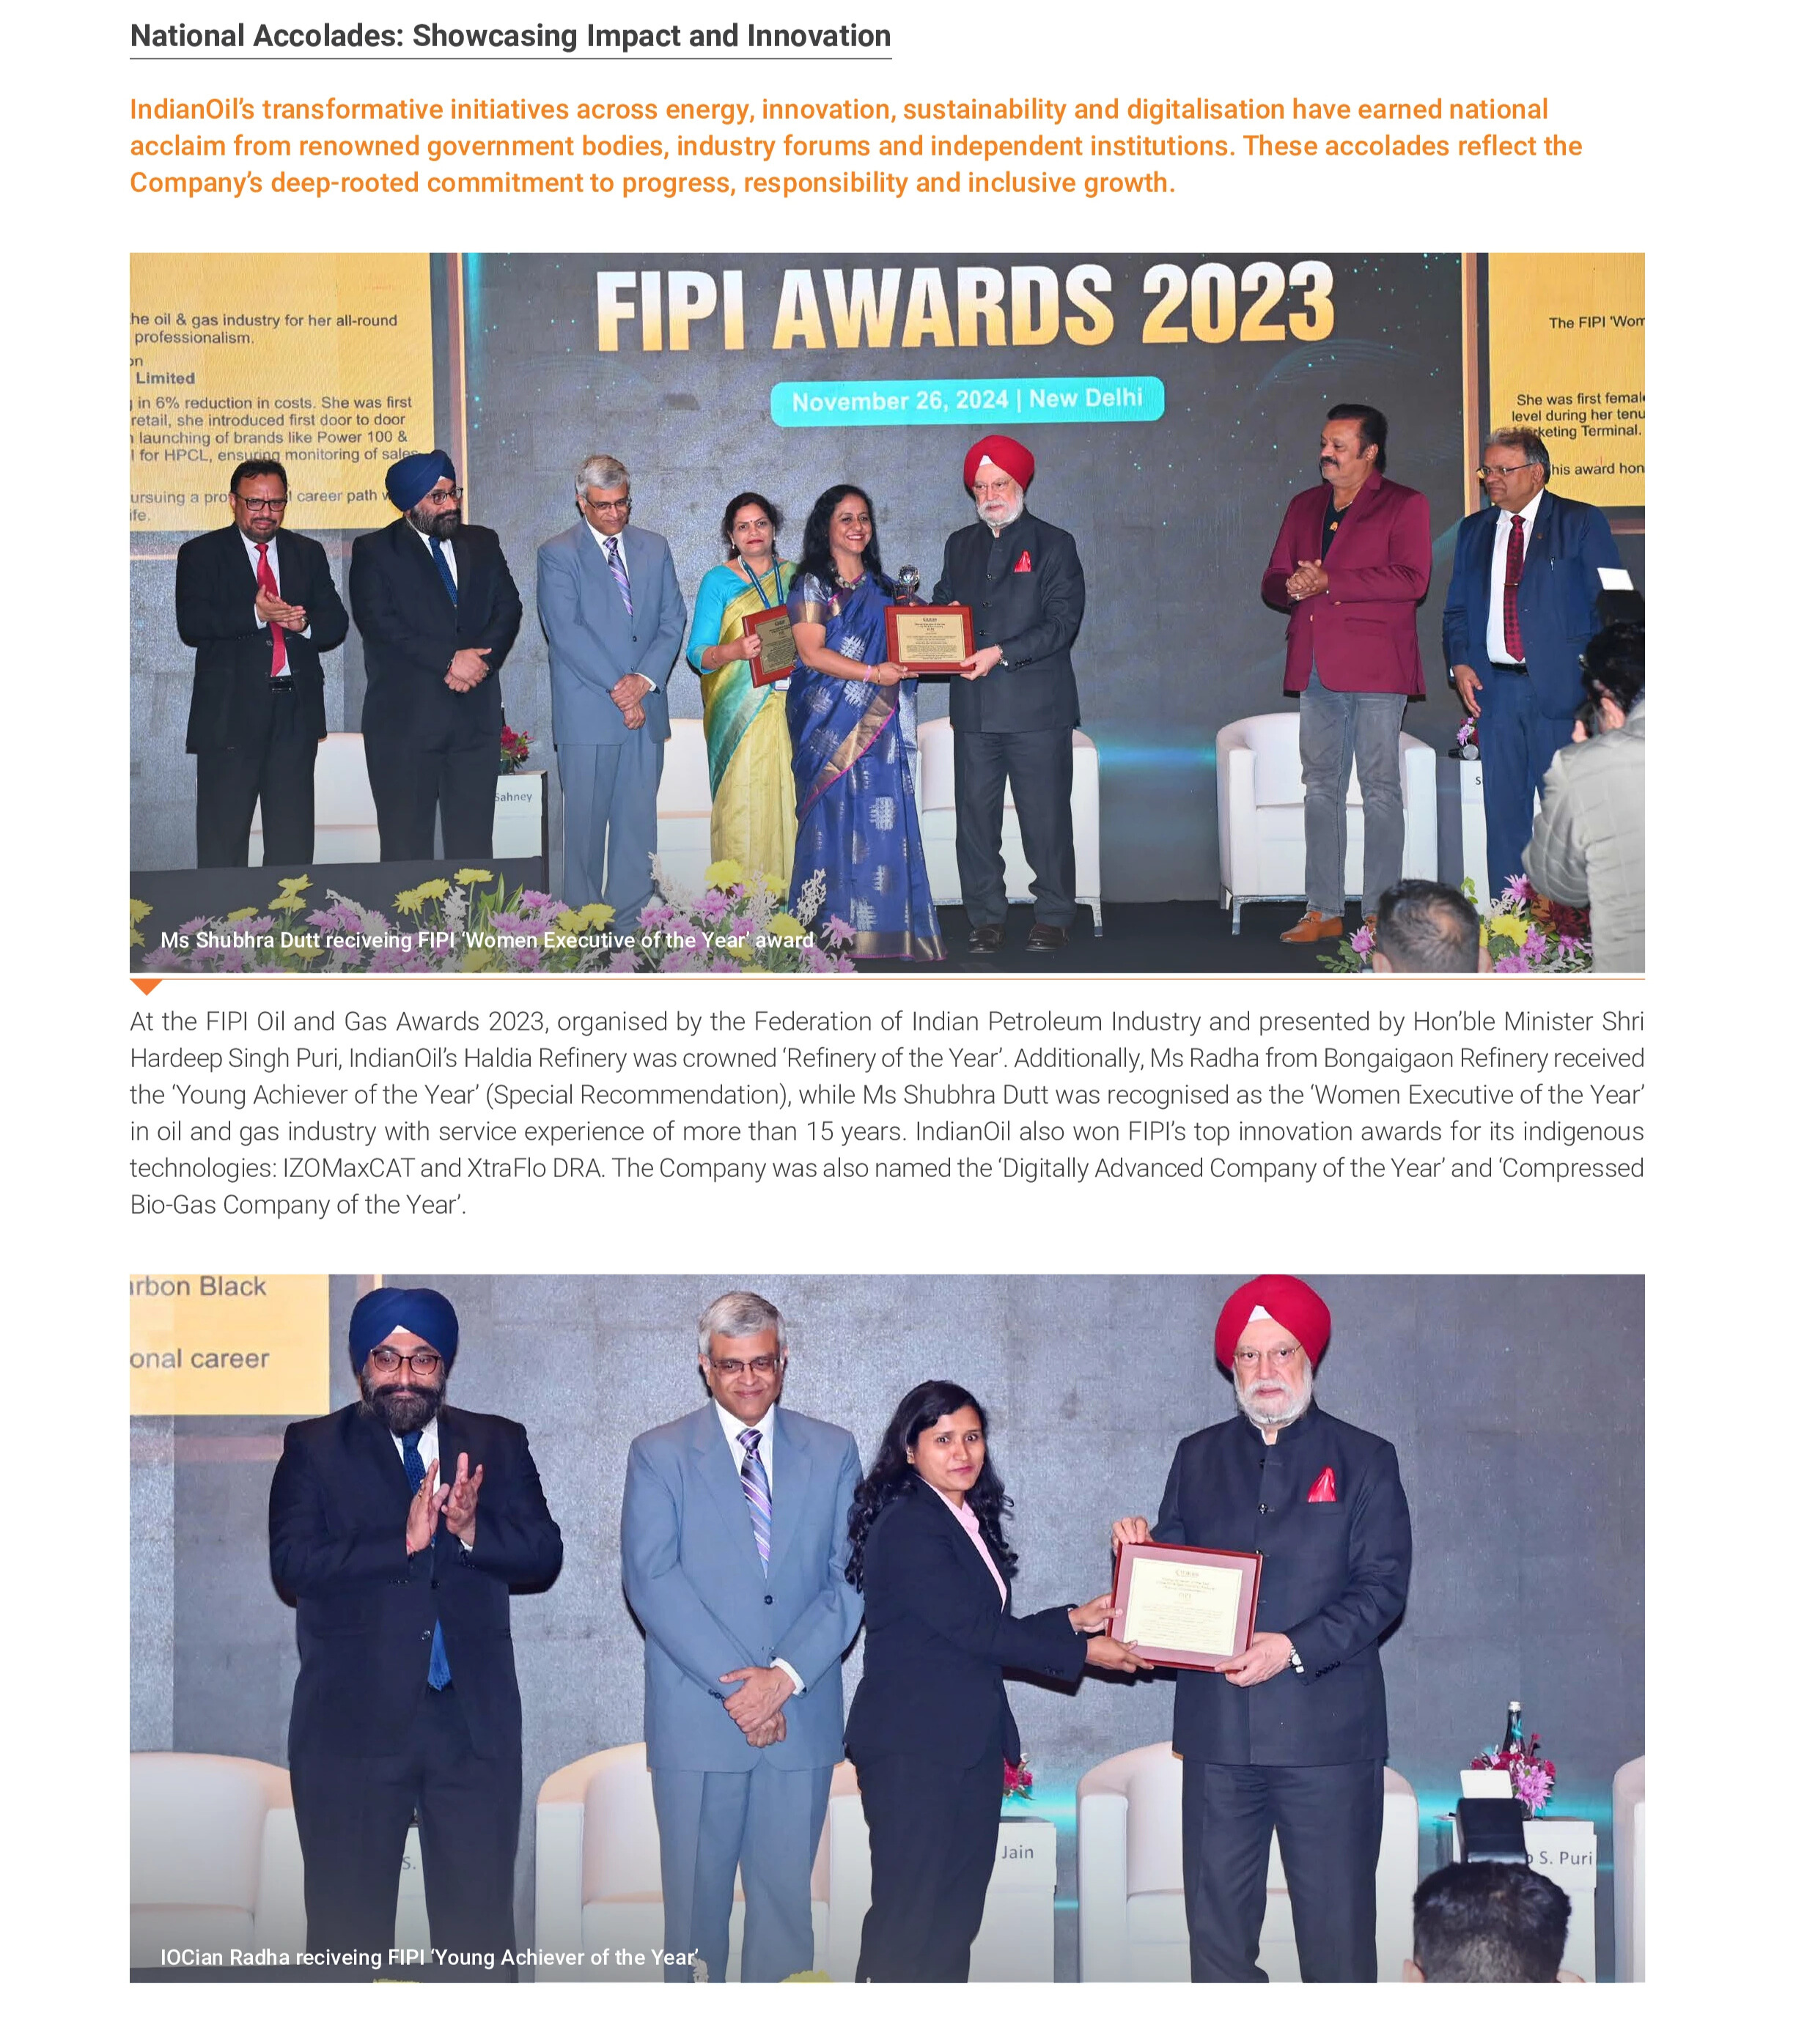 National Accolades: Showcasing Impact and Innovation
IndianOil’s transformative initiatives across energy, innovation, sustainability and digitalisation have earned national
acclaim from renowned government bodies, industry forums and independent institutions. These accolades reflect the
Company’s deep-rooted commitment to progress, responsibility and inclusive growth.
FIPI AWARDS 2023
November 26, 2024 | New Delhi
he oil & gas industry for her all-round
professionalism.
on
Limited
in 6% reduction in costs. She was first
retail, she introduced first door to door
launching of brands like Power 100 &
for HPCL, ensuring monitoring of sales
ursuing a career path
ife.
The FIPI 'Wom
She was first female
level during her tenu
keting Terminal.
his award hon
Sahney
S
Ms Shubhra Dutt reciveing FIPI ‘Women Executive of the Year’ award
At the FIPI Oil and Gas Awards 2023, organised by the Federation of Indian Petroleum Industry and presented by Hon’ble Minister Shri
Hardeep Singh Puri, IndianOil’s Haldia Refinery was crowned ‘Refinery of the Year’. Additionally, Ms Radha from Bongaigaon Refinery received
the ‘Young Achiever of the Year’ (Special Recommendation), while Ms Shubhra Dutt was recognised as the ‘Women Executive of the Year’
in oil and gas industry with service experience of more than 15 years. IndianOil also won FIPI’s top innovation awards for its indigenous
technologies: IZOMaxCAT and XtraFlo DRA. The Company was also named the ‘Digitally Advanced Company of the Year’ and ‘Compressed
Bio-Gas Company of the Year’.
rbon Black
onal career
S.
Jain
S. Puri
IOCian Radha reciveing FIPI ‘Young Achiever of the Year’